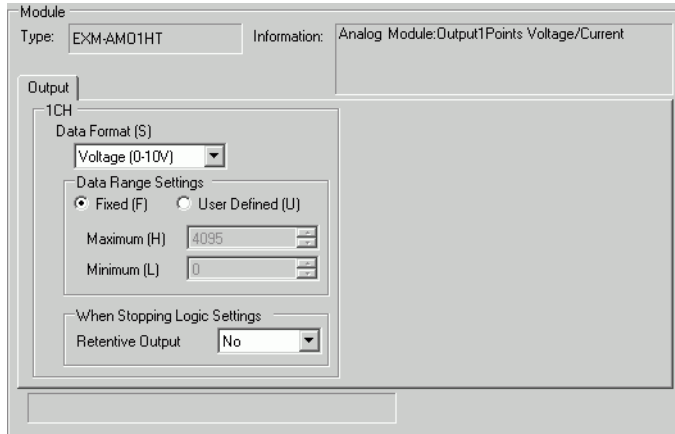 Module
Type: EXM-AMO1HT Information: Analog Module:Output1Points Voltage/Current
Output
1CH
Data Format (S)
Voltage (0-10V)
Data Range Settings
Fixed (F) User Defined (U)
Maximum (H) 4095
Minimum (L) 0
When Stopping Logic Settings
Retentive Output No